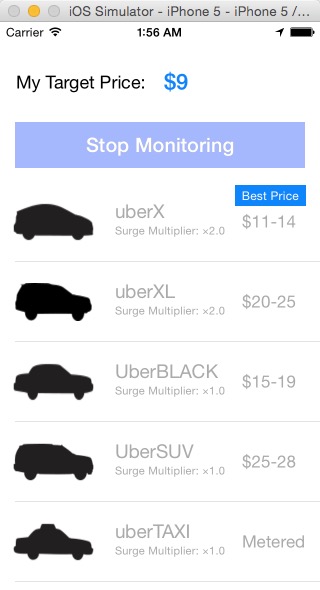 iOS Simulator - iPhone 5 - iPhone 5 /...
Carrier 1:56 AM
My Target Price: $9
Stop Monitoring
Best Price
uberX $11-14
Surge Multiplier: ×2.0
uberXL $20-25
Surge Multiplier: ×2.0
UberBLACK $15-19
Surge Multiplier: ×1.0
UberSUV $25-28
Surge Multiplier: ×1.0
uberTAXI Metered
Surge Multiplier: ×1.0